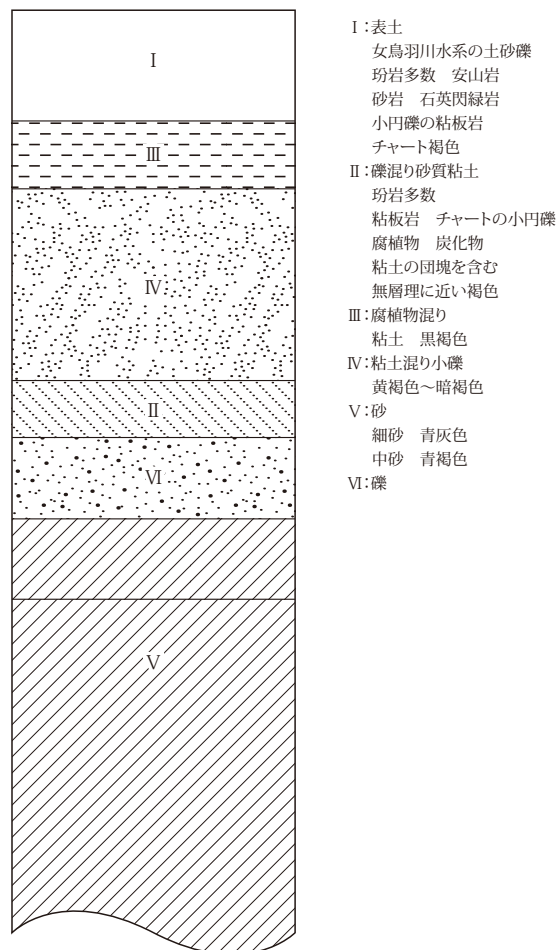 Ⅰ
Ⅲ
Ⅳ
Ⅱ
Ⅵ
Ⅴ
Ⅰ：表土
女鳥羽川水系の土砂礫
玢岩多数　安山岩
砂岩　石英閃緑岩
小円礫の粘板岩
チャート褐色
Ⅱ：礫混り砂質粘土
玢岩多数
粘板岩　チャートの小円礫
腐植物　炭化物
粘土の団塊を含む
無層理に近い褐色
Ⅲ：腐植物混り
粘土　黒褐色
Ⅳ：粘土混り小礫
黄褐色～暗褐色
Ⅴ：砂
細砂　青灰色
中砂　青褐色
Ⅵ：礫